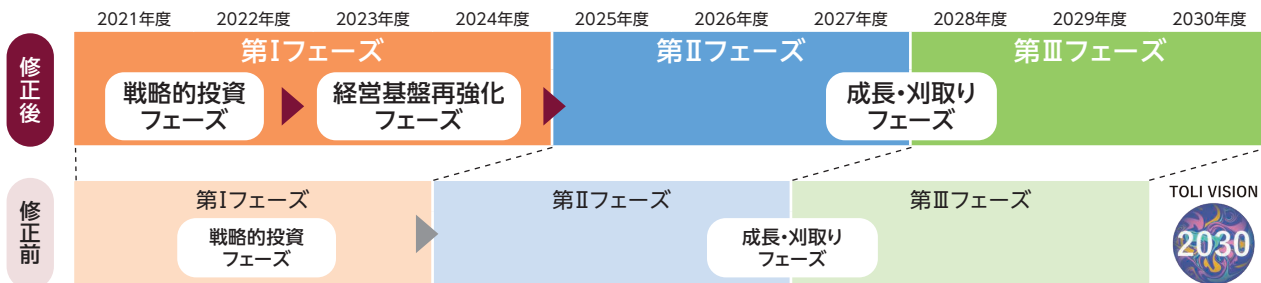 2021年度 2022年度 2023年度 2024年度 2025年度 2026年度 2027年度 2028年度 2029年度 2030年度
修正後
第Ⅰフェーズ 第Ⅱフェーズ 第Ⅲフェーズ
戦略的投資
フェーズ
経営基盤再強化
フェーズ
成長・刈取り
フェーズ
修正前
第Ⅰフェーズ 第Ⅱフェーズ 第Ⅲフェーズ
戦略的投資
フェーズ
成長・刈取り
フェーズ
TOLI VISION
2030